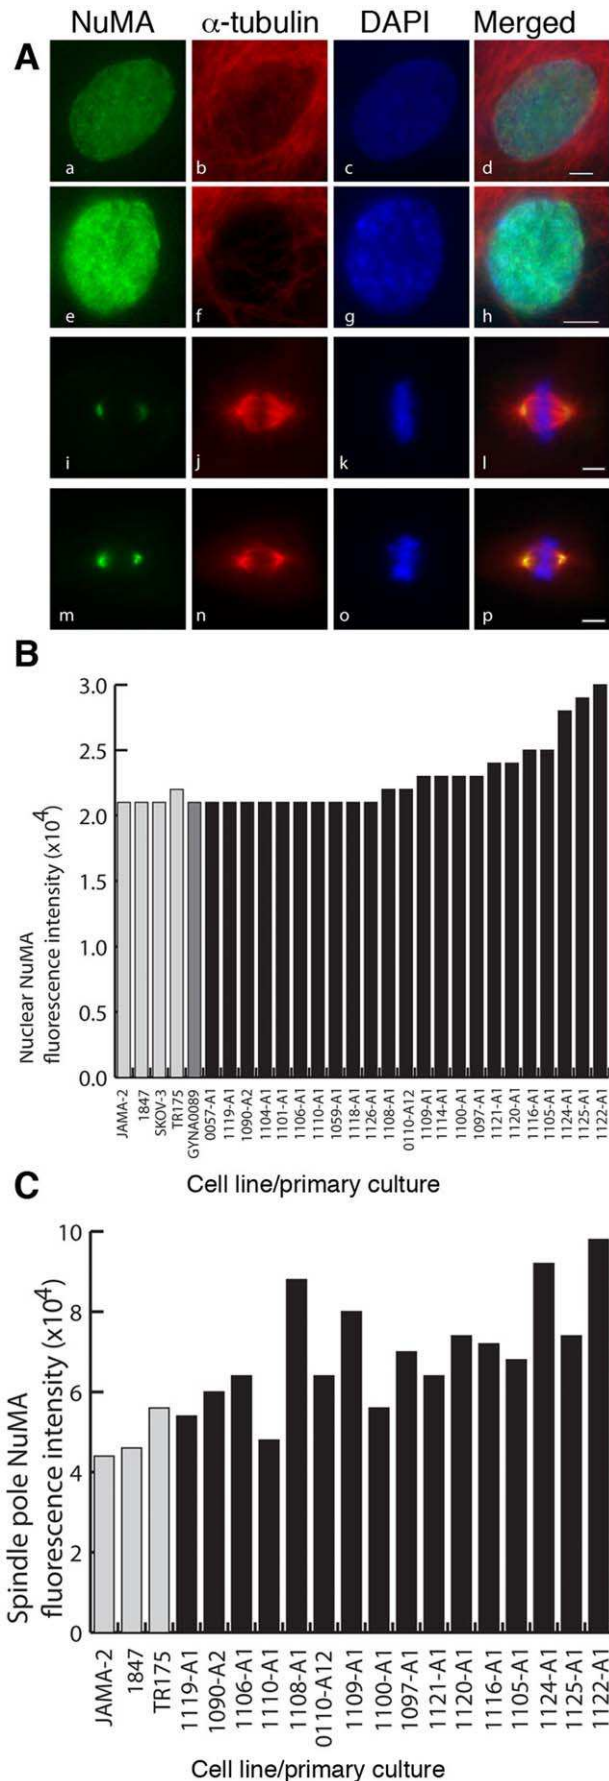 NuMA α-tubulin DAPI Merged
A
a b c d
e f g h
i j k l
m n o p
B
Nuclear NuMA
fluorescence intensity (x10⁴)
3.0
2.5
2.0
1.5
1.0
0.5
0.0
JAMA-2
1847
SKOV-3
TR175
GYNA0089
0057-A1
1119-A1
1090-A2
1104-A1
1101-A1
1106-A1
1110-A1
1059-A1
1118-A1
1126-A1
1108-A1
0110-A12
1109-A1
1114-A1
1100-A1
1097-A1
1121-A1
1120-A1
1116-A1
1105-A1
1124-A1
1125-A1
1122-A1
Cell line/primary culture
C
Spindle pole NuMA
fluorescence intensity (x10⁴)
10
8
6
4
2
0
JAMA-2
1847
TR175
1119-A1
1090-A2
1106-A1
1110-A1
1108-A1
0110-A12
1109-A1
1100-A1
1097-A1
1121-A1
1120-A1
1116-A1
1105-A1
1124-A1
1125-A1
1122-A1
Cell line/primary culture